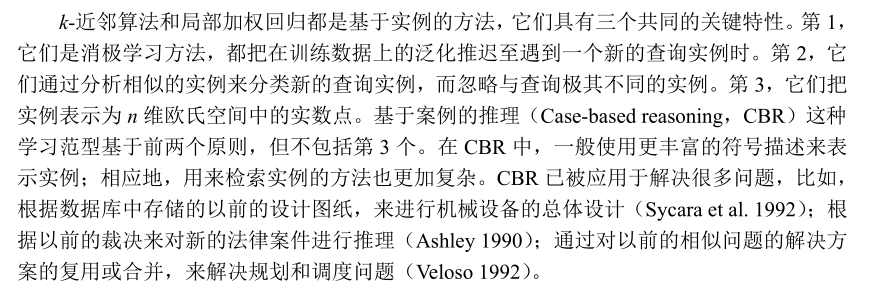 k-近邻算法和局部加权回归都是基于实例的方法，它们具有三个共同的关键特性。第 1，
它们是消极学习方法，都把在训练数据上的泛化推迟至遇到一个新的查询实例时。第 2，它
们通过分析相似的实例来分类新的查询实例，而忽略与查询极其不同的实例。第 3，它们把
实例表示为 n 维欧氏空间中的实数点。基于案例的推理（Case-based reasoning，CBR）这种
学习范型基于前两个原则，但不包括第 3 个。在 CBR 中，一般使用更丰富的符号描述来表
示实例；相应地，用来检索实例的方法也更加复杂。CBR 已被应用于解决很多问题，比如，
根据数据库中存储的以前的设计图纸，来进行机械设备的总体设计（Sycara et al. 1992）；根
据以前的裁决来对新的法律案件进行推理（Ashley 1990）；通过对以前的相似问题的解决方
案的复用或合并，来解决规划和调度问题（Veloso 1992）。